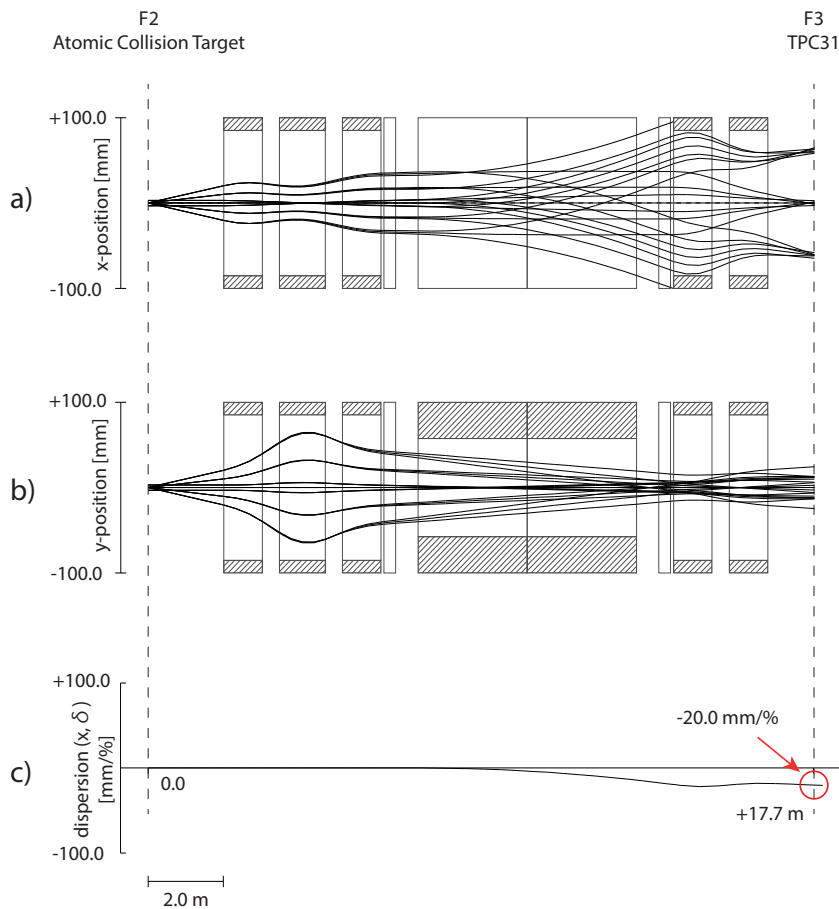 F2
Atomic Collision Target
F3
TPC31
a)
+100.0
x-position [mm]
-100.0
b)
+100.0
y-position [mm]
-100.0
c)
+100.0
dispersion (x, δ)
[mm/%]
-100.0
0.0
-20.0 mm/%
+17.7 m
2.0 m